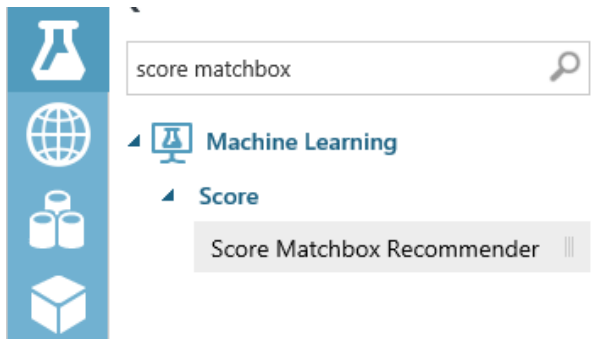 score matchbox
Machine Learning
Score
Score Matchbox Recommender